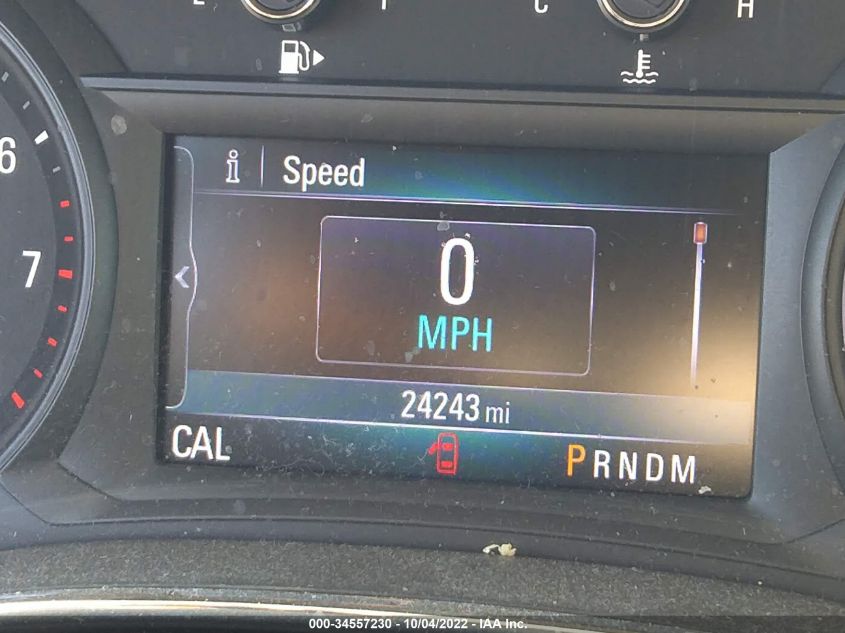 C H
6
7
i Speed
0
MPH
24243 mi
CAL
PRNDM
000-34557230 - 10/04/2022 - IAA Inc.